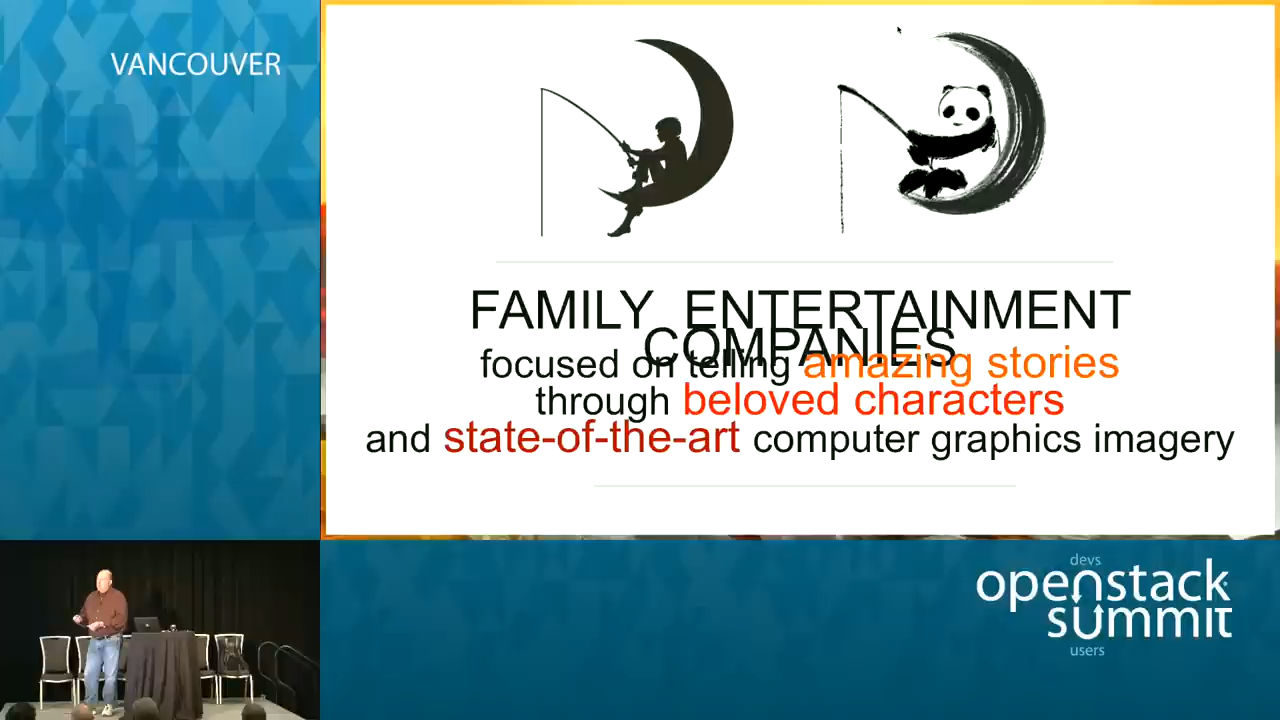 VANCOUVER
FAMILY ENTERTAINMENT
COMPANIES
focused on telling amazing stories
through beloved characters
and state-of-the-art computer graphics imagery
devs
openstack
summit
users